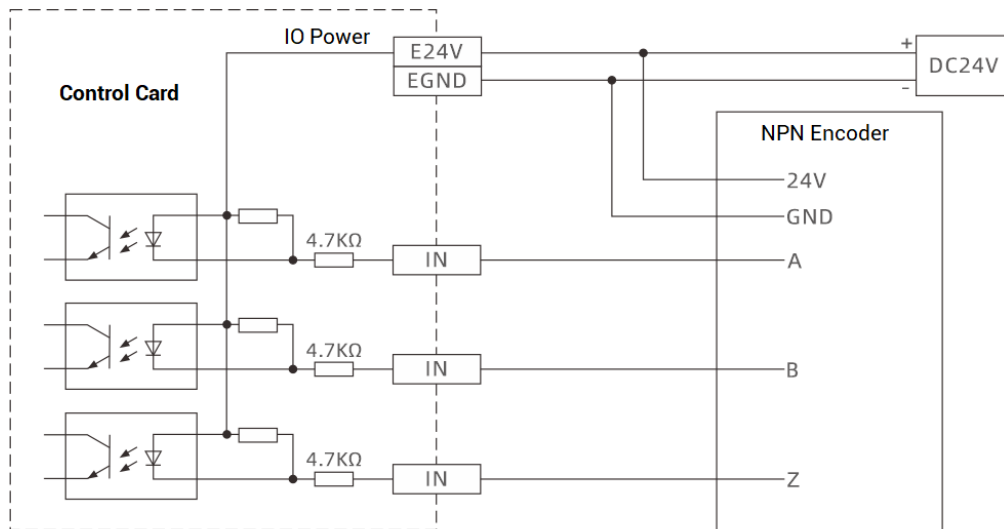 IO Power
E24V
+
DC24V
EGND
-
Control Card
NPN Encoder
24V
GND
4.7KΩ
IN
A
4.7KΩ
IN
B
4.7KΩ
IN
Z